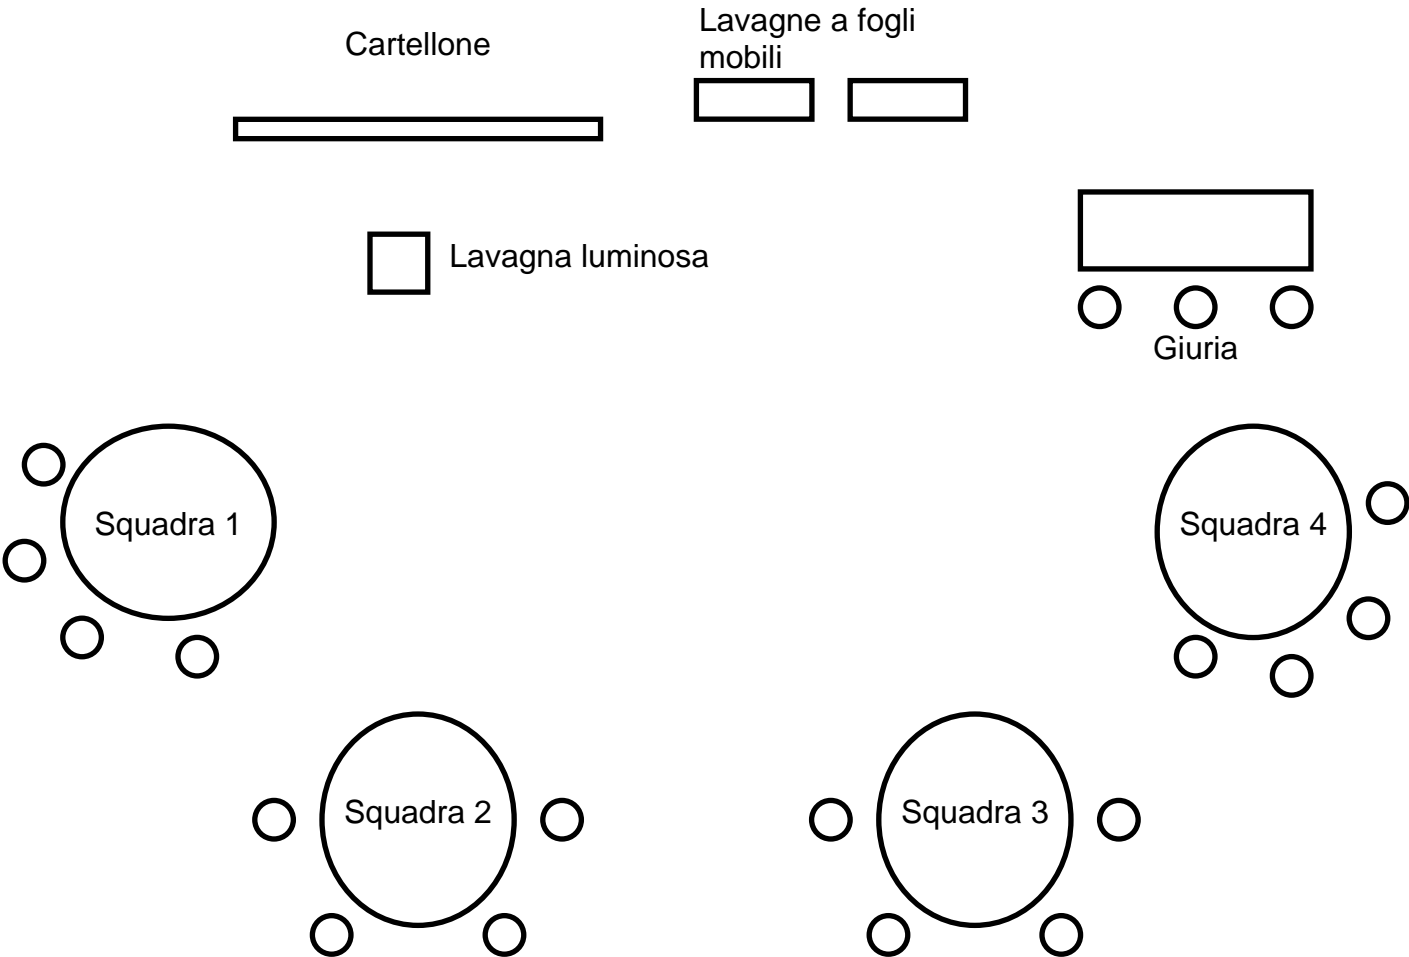 Cartellone
Lavagne a fogli
mobili
Lavagna luminosa
Giuria
Squadra 1
Squadra 4
Squadra 2
Squadra 3